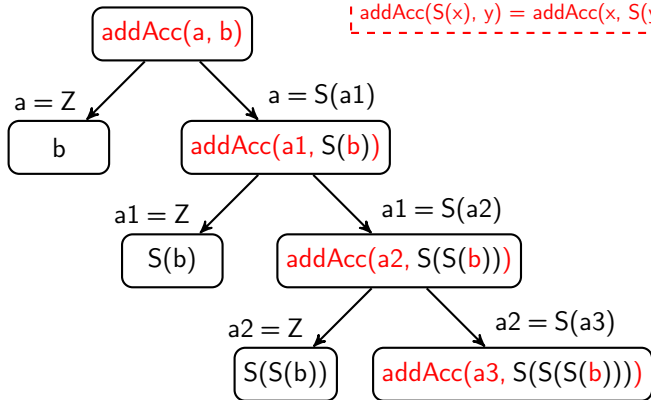 addAcc(S(x), y) = addAcc(x, S(y
addAcc(a, b)
a = Z
a = S(a1)
b
addAcc(a1, S(b))
a1 = Z
a1 = S(a2)
S(b)
addAcc(a2, S(S(b)))
a2 = Z
a2 = S(a3)
S(S(b))
addAcc(a3, S(S(S(b))))